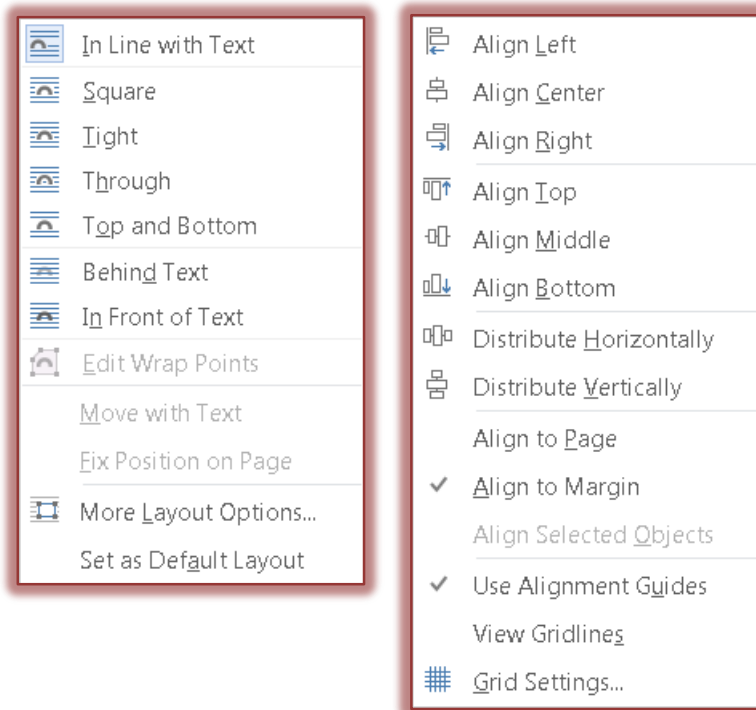 In Line with Text
Square
Tight
Through
Top and Bottom
Behind Text
In Front of Text
Edit Wrap Points
Move with Text
Fix Position on Page
More Layout Options...
Set as Default Layout
Align Left
Align Center
Align Right
Align Top
Align Middle
Align Bottom
Distribute Horizontally
Distribute Vertically
Align to Page
Align to Margin
Align Selected Objects
Use Alignment Guides
View Gridlines
Grid Settings...